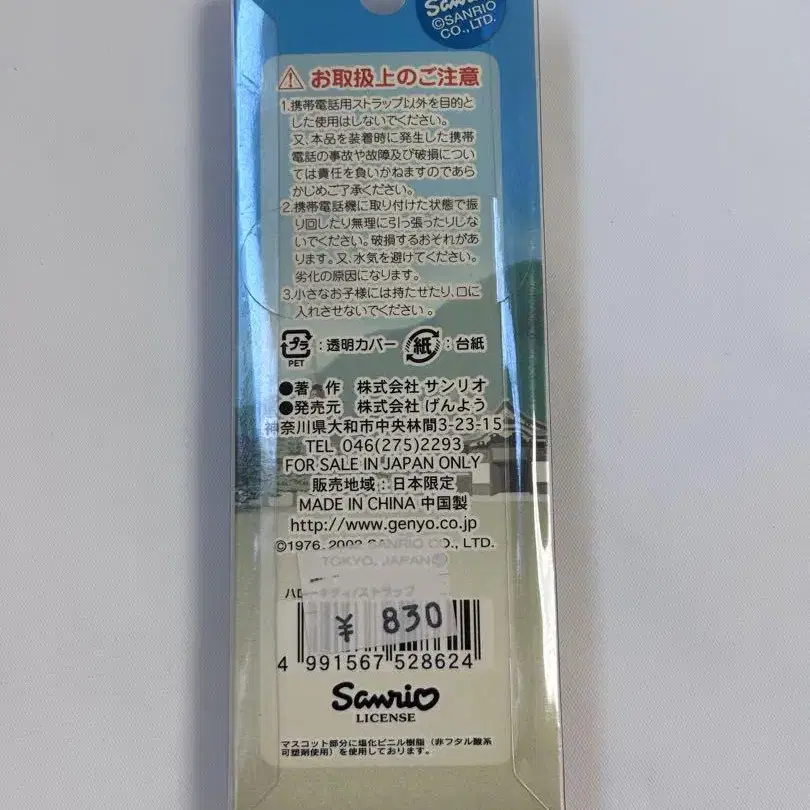 Sanrio
©SANRIO
CO.,LTD.
お取扱上のご注意
1.携帯電話用ストラップ以外を目的と
した使用はしないでください。
又、本品を装着時に発生した携帯
電話の事故や故障及び破損につい
ては責任を負いかねますのであら
かじめご了承ください。
2.携帯電話機に取り付けた状態で振
り回したり無理に引っ張ったりしな
いでください。破損するおそれがあ
ります。又、水気を避けてください。
劣化の原因になります。
3.小さなお子様には持たせたり、口に
入れさせないでください。
プラ :透明カバー 紙 :台紙
PET
●著 作 株式会社 サンリオ
●発売元 株式会社 げんよう
神奈川県大和市中央林間3-23-15
TEL 046(275)2293
FOR SALE IN JAPAN ONLY
販売地域:日本限定
MADE IN CHINA 中国製
http://www.genyo.co.jp
©1976, 2002 SANRIO CO., LTD.
TOKYO, JAPAN
ハローキティ/ストラップ
¥ 830
4 991567 528624
Sanrio
LICENSE
マスコット部分に塩化ビニル樹脂(非フタル酸系
可塑剤使用)を使用しております。